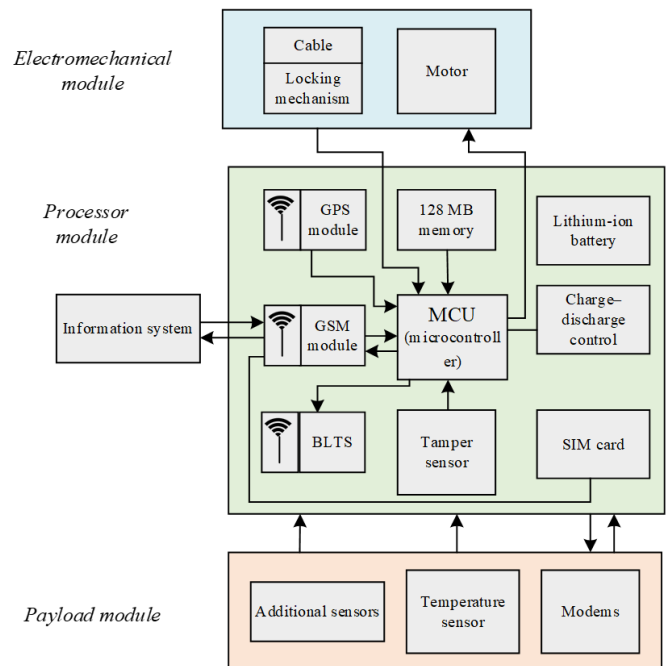 Electromechanical
module
Cable
Locking
mechanism
Motor
Processor
module
GPS
module
128 MB
memory
Lithium-ion
battery
Information system
GSM
module
MCU
(microcontroll
er)
Charge–
discharge
control
BLTS
Tamper
sensor
SIM card
Payload module
Additional sensors
Temperature
sensor
Modems